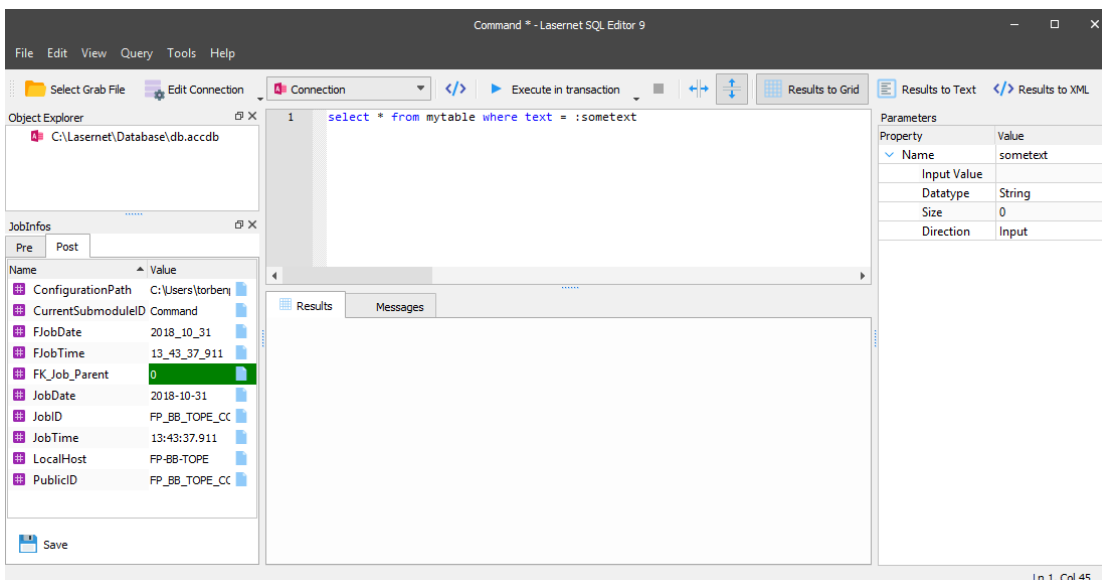 Command * - Lasernet SQL Editor 9
File Edit View Query Tools Help
Select Grab File Edit Connection Connection Execute in transaction Results to Grid Results to Text Results to XML
Object Explorer
C:\Lasernet\Database\db.accdb
JobInfos
Pre Post
Name Value
ConfigurationPath C:\Users\torben
CurrentSubmoduleID Command
FJobDate 2018_10_31
FJobTime 13_43_37_911
FK_Job_Parent 0
JobDate 2018-10-31
JobID FP_BB_TOPE_CC
JobTime 13:43:37.911
LocalHost FP-BB-TOPE
PublicID FP_BB_TOPE_CC
Save
1 select * from mytable where text = :sometext
Results Messages
Parameters
Property Value
Name sometext
Input Value
Datatype String
Size 0
Direction Input
Ln 1, Col 45